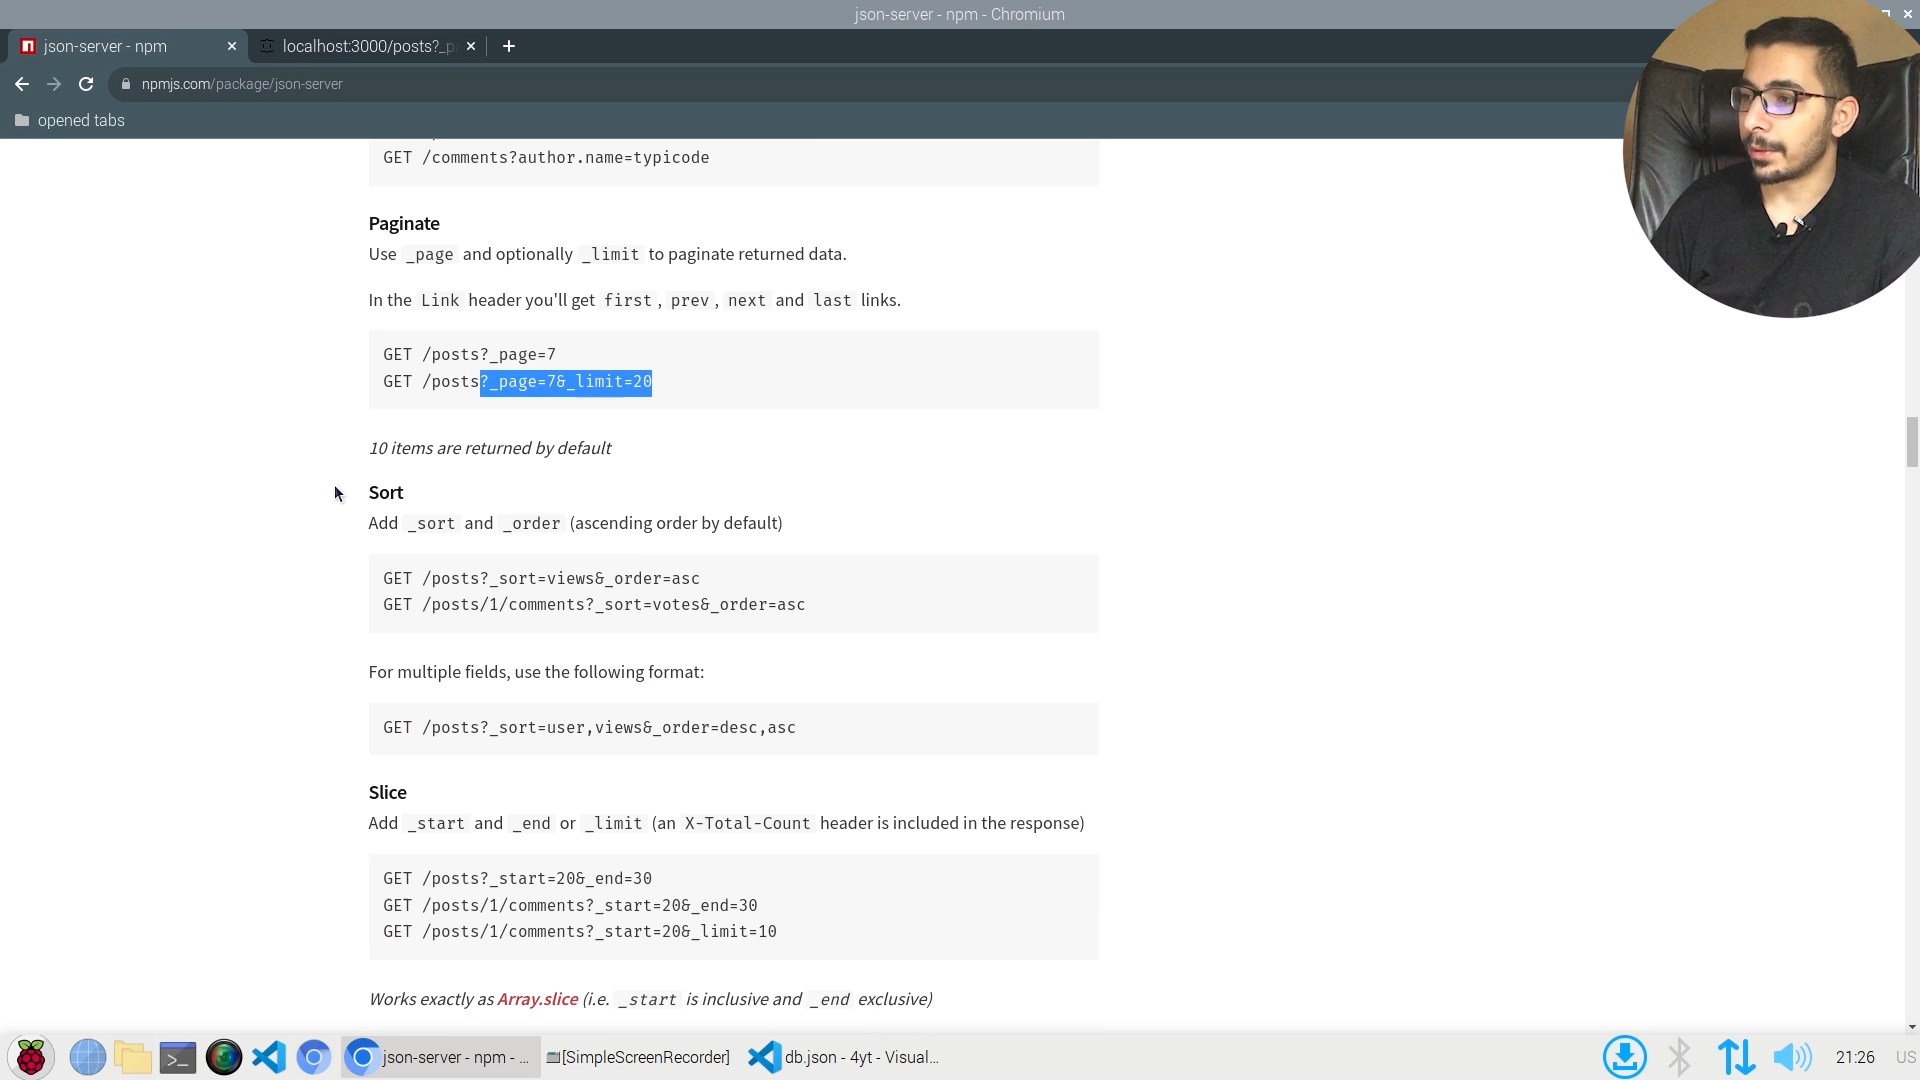 json-server - npm - Chromium
json-server - npm
localhost:3000/posts?_p
npmjs.com/package/json-server
opened tabs
GET /comments?author.name=typicode
Paginate
Use _page and optionally _limit to paginate returned data.
In the Link header you'll get first, prev, next and last links.
GET /posts?_page=7
GET /posts?_page=7&_limit=20
10 items are returned by default
Sort
Add _sort and _order (ascending order by default)
GET /posts?_sort=views&_order=asc
GET /posts/1/comments?_sort=votes&_order=asc
For multiple fields, use the following format:
GET /posts?_sort=user,views&_order=desc,asc
Slice
Add _start and _end or _limit (an X-Total-Count header is included in the response)
GET /posts?_start=20&_end=30
GET /posts/1/comments?_start=20&_end=30
GET /posts/1/comments?_start=20&_limit=10
Works exactly as Array.slice (i.e. _start is inclusive and _end exclusive)
json-server - npm - ...
[SimpleScreenRecorder]
db.json - 4yt - Visual...
21:26
US